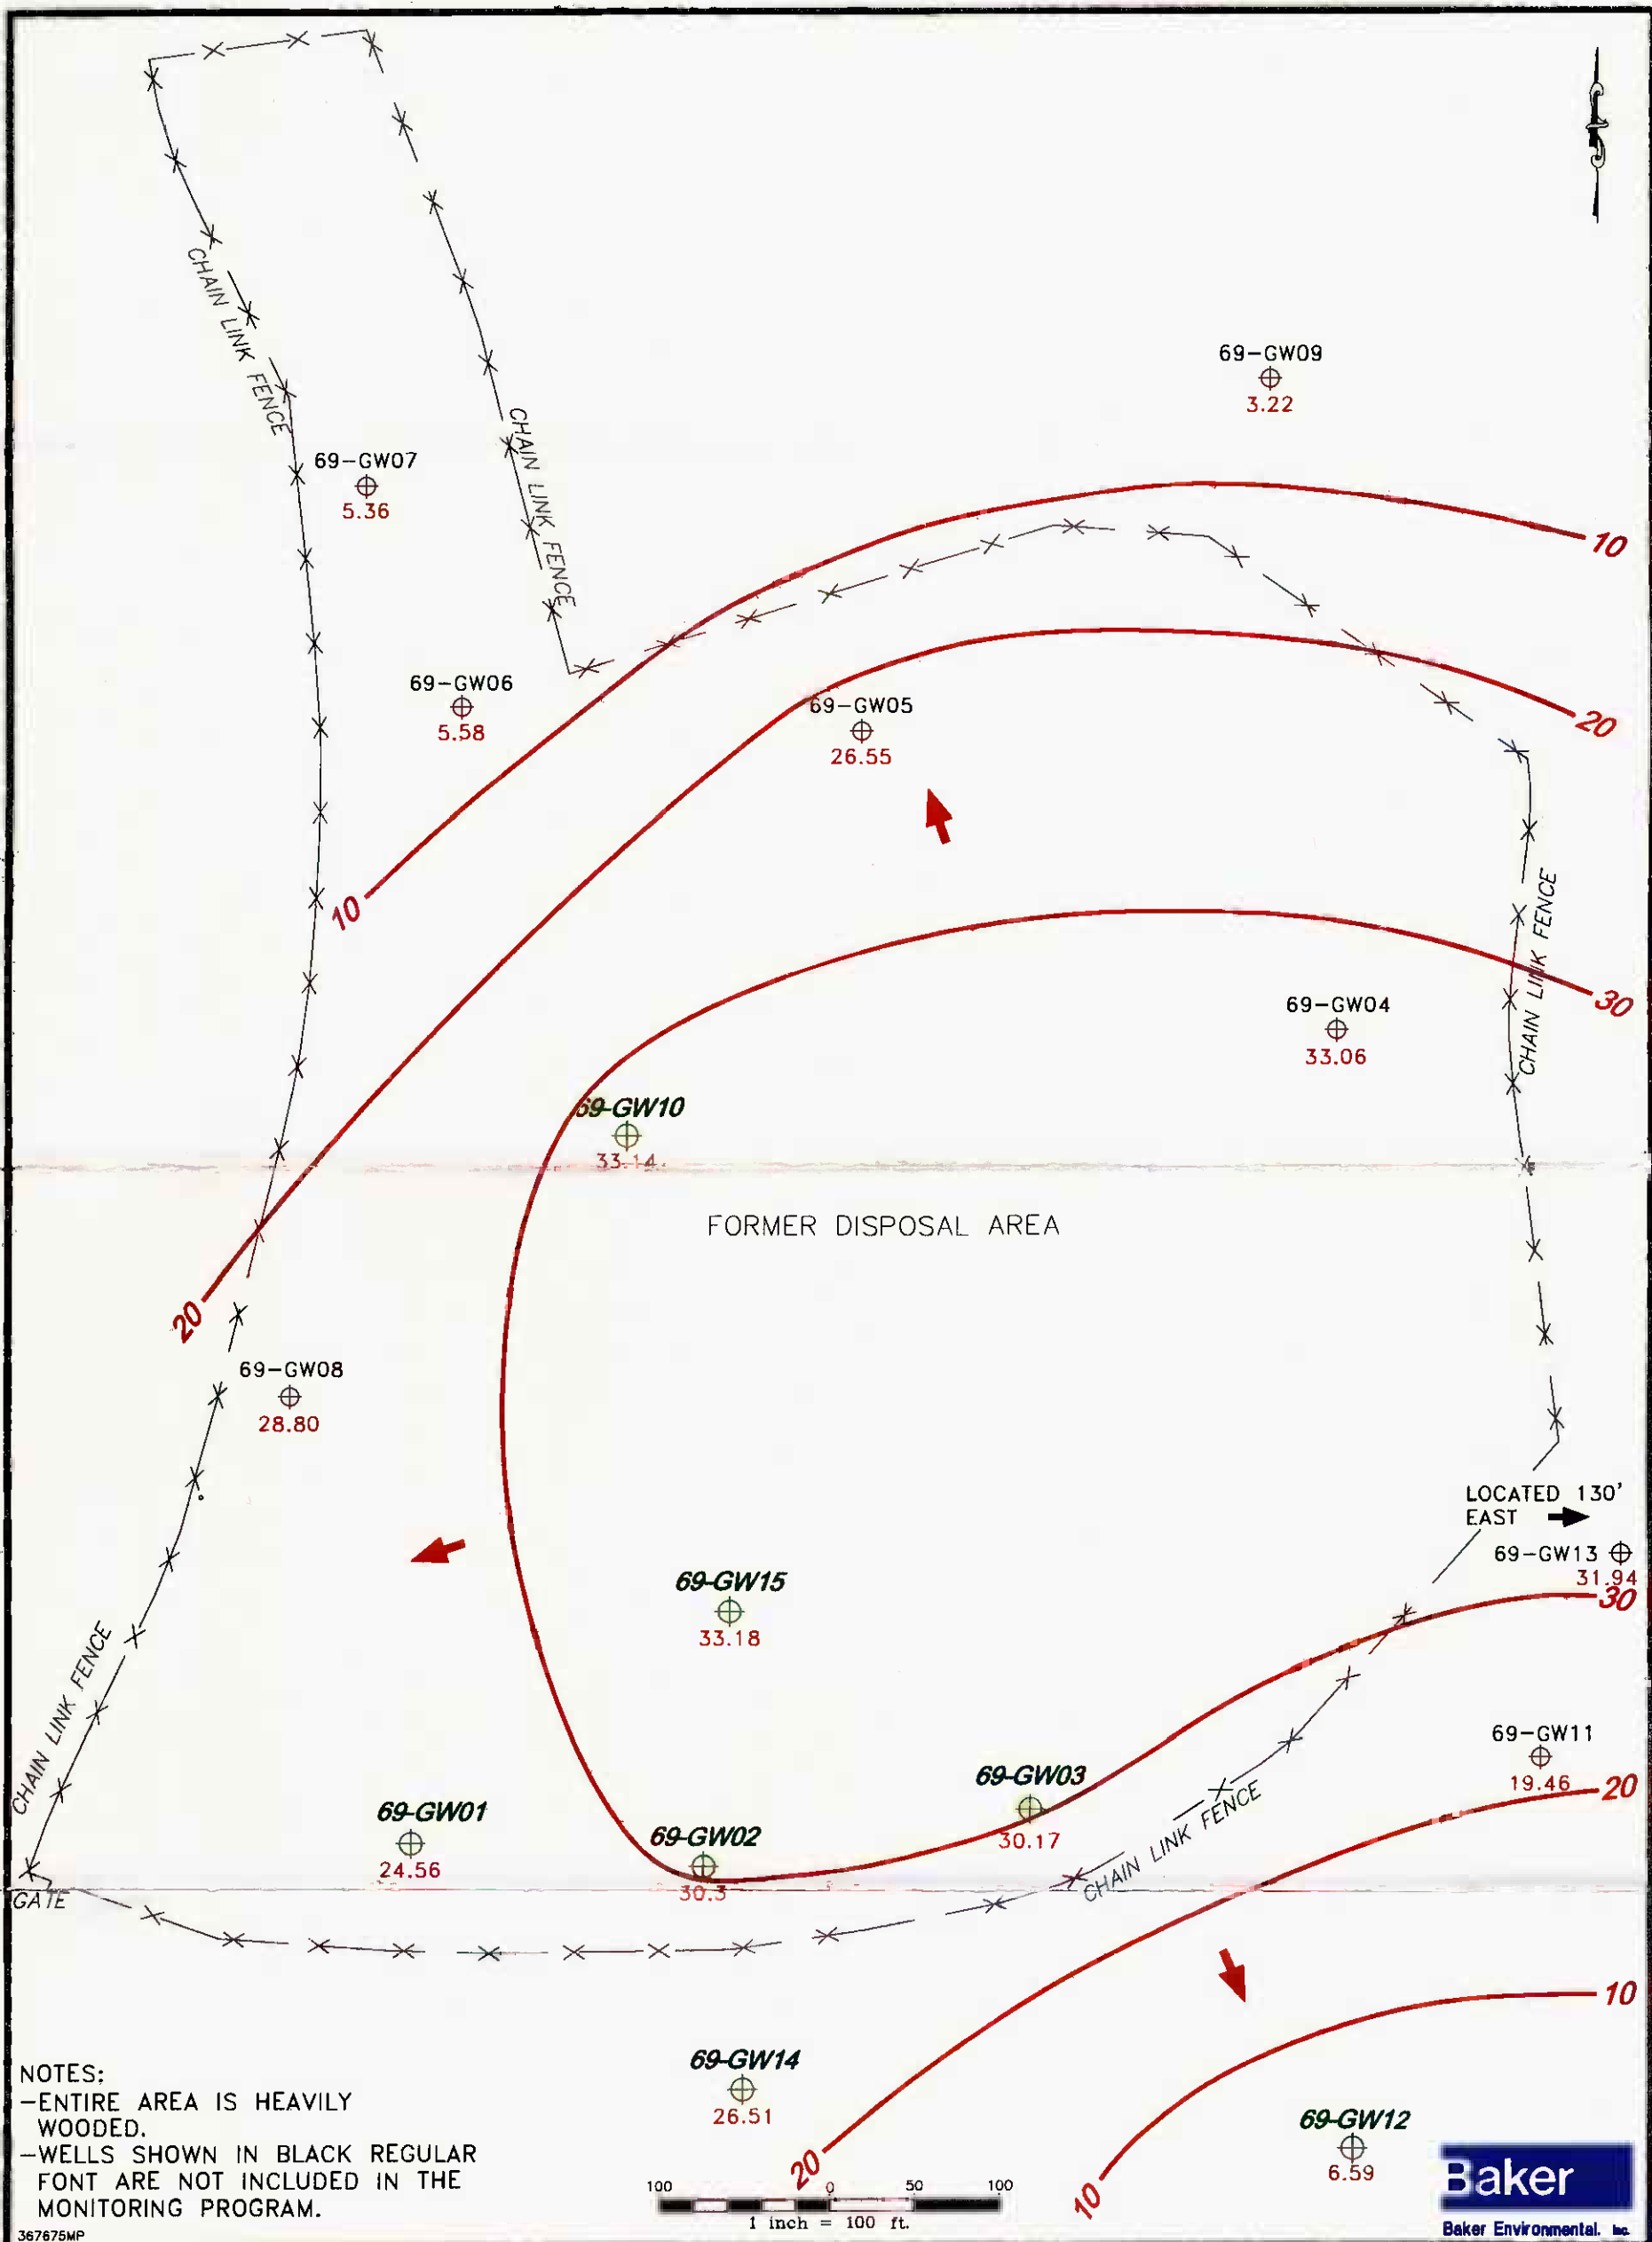 CHAIN LINK FENCE
CHAIN LINK FENCE
69-GW09
3.22
69-GW07
5.36
10
69-GW06
5.58
69-GW05
26.55
20
10
CHAIN LINK FENCE
30
69-GW04
33.06
69-GW10
33.14
FORMER DISPOSAL AREA
20
69-GW08
28.80
LOCATED 130'
EAST
69-GW13
31.94
30
69-GW15
33.18
CHAIN LINK FENCE
69-GW11
19.46
20
69-GW03
30.17
69-GW01
24.56
69-GW02
30.3
CHAIN LINK FENCE
GATE
10
69-GW14
26.51
20
69-GW12
6.59
10
NOTES:
-ENTIRE AREA IS HEAVILY
WOODED.
-WELLS SHOWN IN BLACK REGULAR
FONT ARE NOT INCLUDED IN THE
MONITORING PROGRAM.
367675MP
100 0 50 100
1 inch = 100 ft.
Baker
Baker Environmental, Inc.